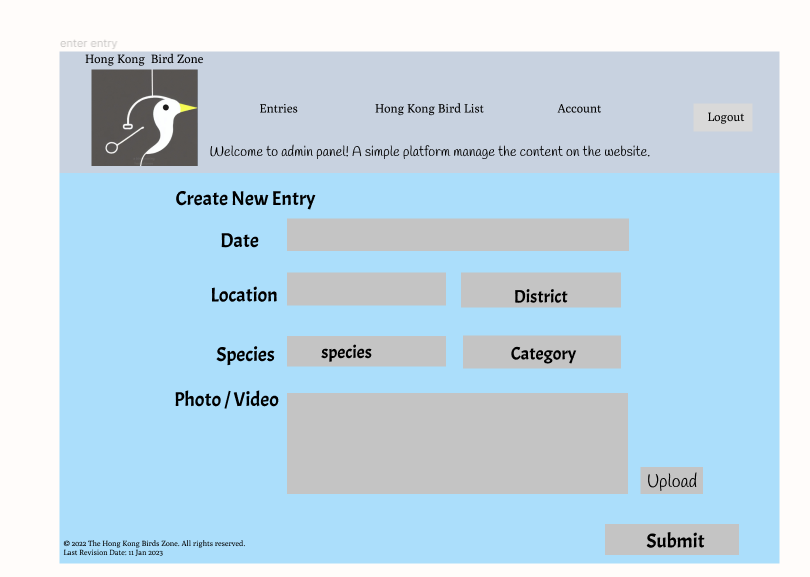 enter entry
Hong Kong Bird Zone
Entries
Hong Kong Bird List
Account
Logout
Welcome to admin panel! A simple platform manage the content on the website.
Create New Entry
Date
Location
District
Species
species
Category
Photo / Video
Upload
Submit
© 2022 The Hong Kong Birds Zone. All rights reserved.
Last Revision Date: 11 Jan 2023